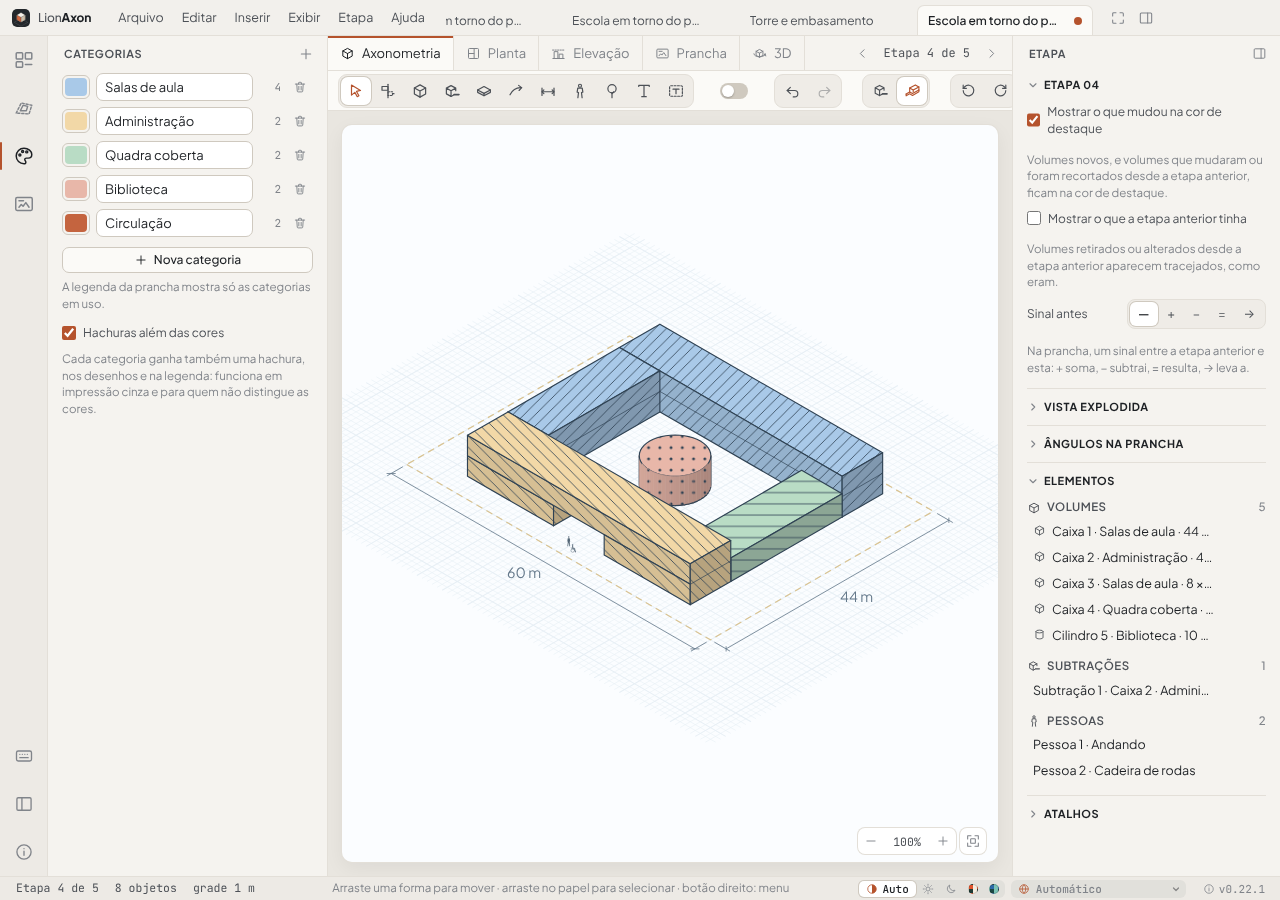 LionAxon Arquivo Editar Inserir Exibir Etapa Ajuda n torno do p... Escola em torno do p... Torre e embasamento Escola em torno do p...
CATEGORIAS
Salas de aula 4
Administração 2
Quadra coberta 2
Biblioteca 2
Circulação 2
Nova categoria
A legenda da prancha mostra só as categorias
em uso.
Hachuras além das cores
Cada categoria ganha também uma hachura,
nos desenhos e na legenda: funciona em
impressão cinza e para quem não distingue as
cores.
Axonometria Planta Elevação Prancha 3D Etapa 4 de 5
60 m
44 m
100%
ETAPA
ETAPA 04
Mostrar o que mudou na cor de
destaque
Volumes novos, e volumes que mudaram ou
foram recortados desde a etapa anterior,
ficam na cor de destaque.
Mostrar o que a etapa anterior tinha
Volumes retirados ou alterados desde a
etapa anterior aparecem tracejados, como
eram.
Sinal antes — + − = →
Na prancha, um sinal entre a etapa anterior e
esta: + soma, − subtrai, = resulta, → leva a.
VISTA EXPLODIDA
ÂNGULOS NA PRANCHA
ELEMENTOS
VOLUMES 5
Caixa 1 · Salas de aula · 44 ...
Caixa 2 · Administração · 4...
Caixa 3 · Salas de aula · 8 ×...
Caixa 4 · Quadra coberta · ...
Cilindro 5 · Biblioteca · 10 ...
SUBTRAÇÕES 1
Subtração 1 · Caixa 2 · Admini...
PESSOAS 2
Pessoa 1 · Andando
Pessoa 2 · Cadeira de rodas
ATALHOS
Etapa 4 de 5 8 objetos grade 1 m Arraste uma forma para mover · arraste no papel para selecionar · botão direito: menu Auto Automático v0.22.1